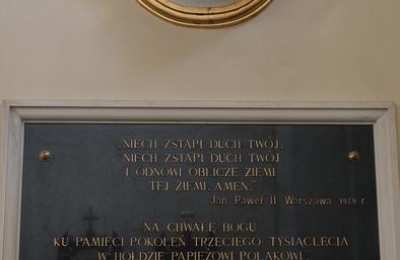 „NIECH ZSTĄPI DUCH TWÓJ,
NIECH ZSTĄPI DUCH TWÓJ
I ODNOWI OBLICZE ZIEMI
TEJ ZIEMI. AMEN."
Jan Paweł II Warszawa 1979 r.
NA CHWAŁĘ BOGU
KU PAMIĘCI POKOLEŃ TRZECIEGO TYSIĄCLECIA
W HOŁDZIE PAPIEŻOWI POLAKOWI